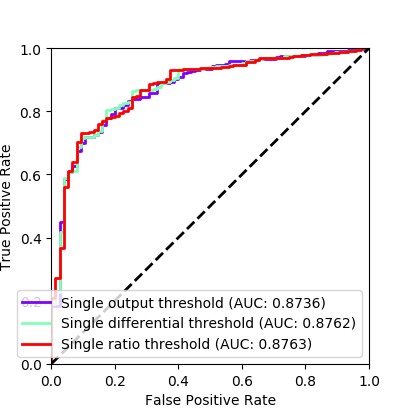 1.0
0.8
0.6
0.4
0.2
0.0
True Positive Rate
Single output threshold (AUC: 0.8736)
Single differential threshold (AUC: 0.8762)
Single ratio threshold (AUC: 0.8763)
0.0 0.2 0.4 0.6 0.8 1.0
False Positive Rate